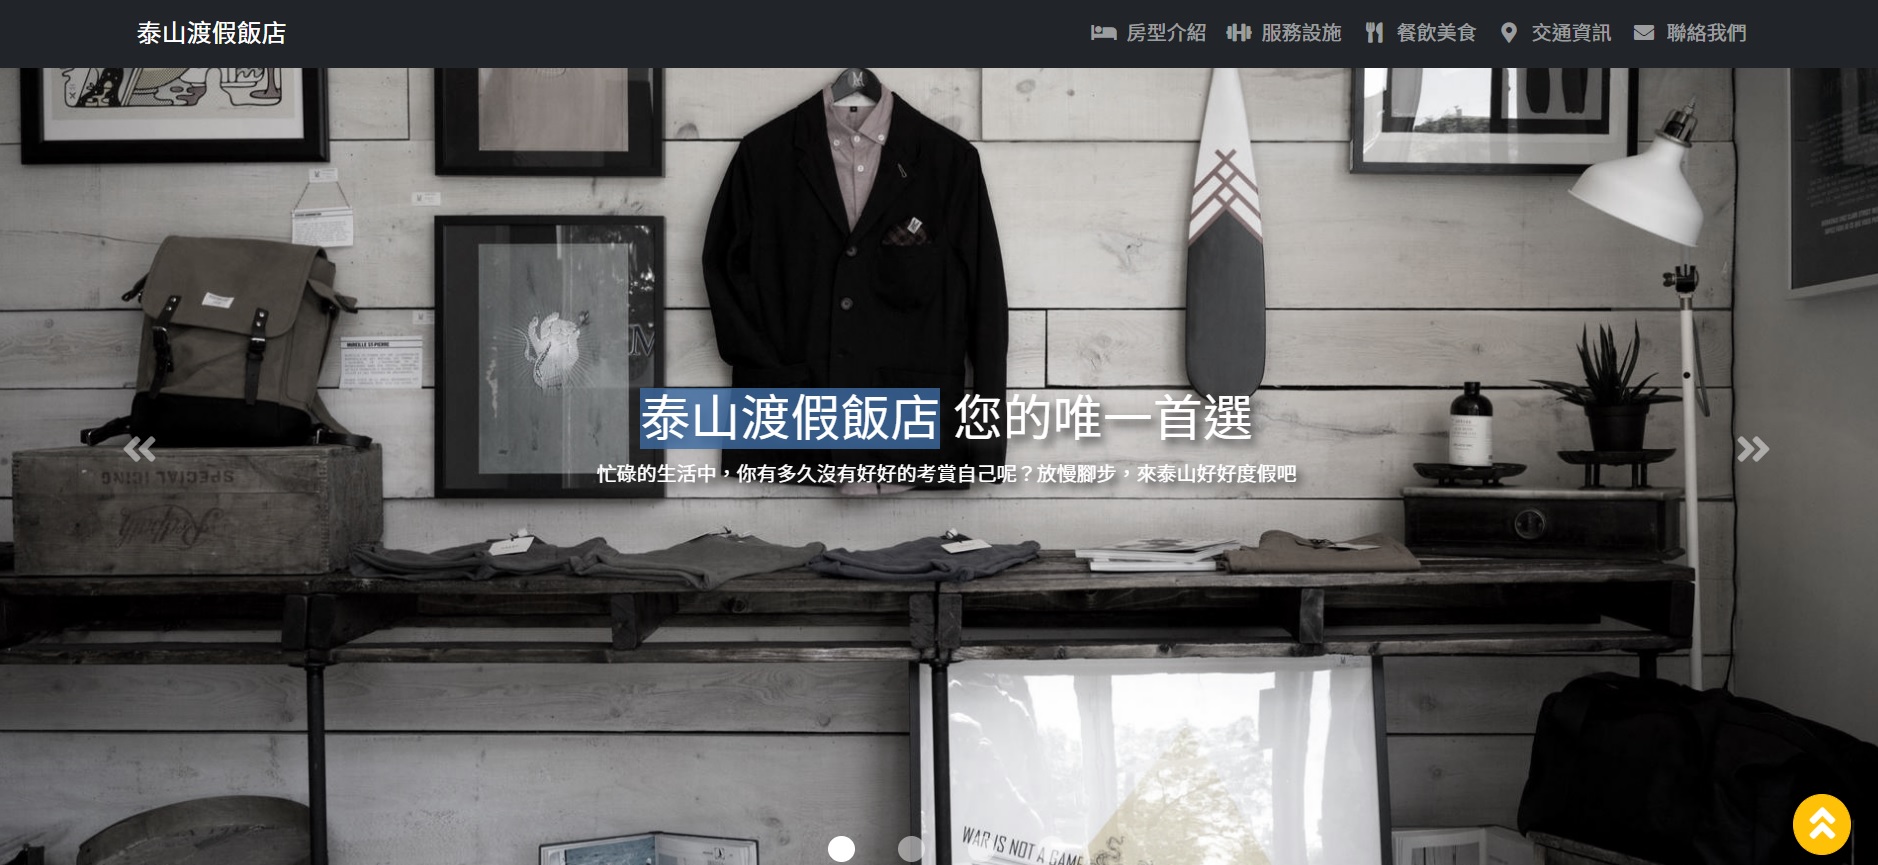 泰山渡假飯店
房型介紹 服務設施 餐飲美食 交通資訊 聯絡我們
泰山渡假飯店 您的唯一首選
忙碌的生活中，你有多久沒有好好的考賞自己呢？放慢腳步，來泰山好好度假吧
MIREILLE ST-PIERRE
SPECIAL ICING
Redpath
WAR IS NOT A GAME